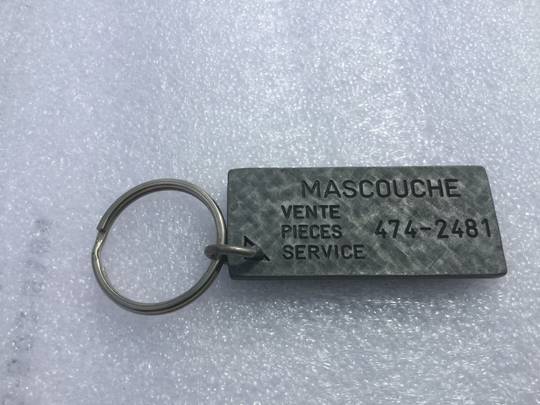 MASCOUCHE
VENTE
PIECES 474-2481
SERVICE